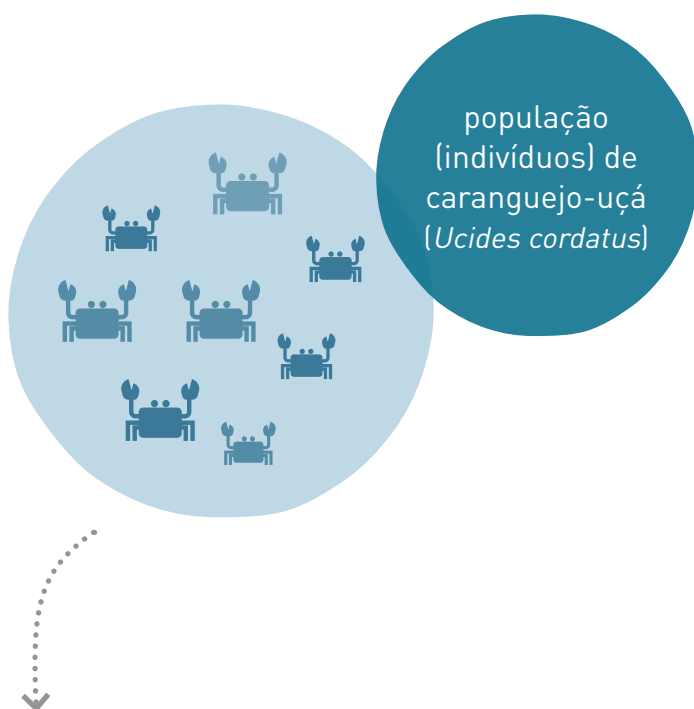 população
(indivíduos) de
caranguejo-uçá
(Ucides cordatus)